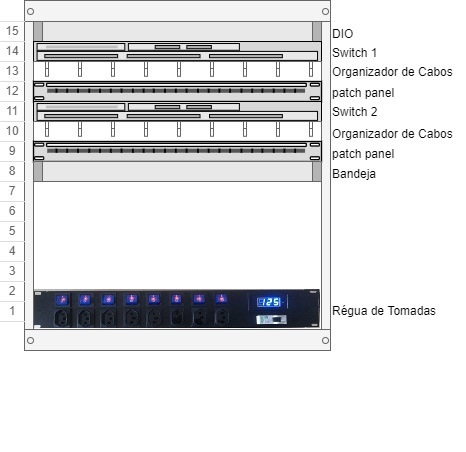 15 DIO
14 Switch 1
13 Organizador de Cabos
12 patch panel
11 Switch 2
10 Organizador de Cabos
9 patch panel
8 Bandeja
7
6
5
4
3
2
125
1 Régua de Tomadas